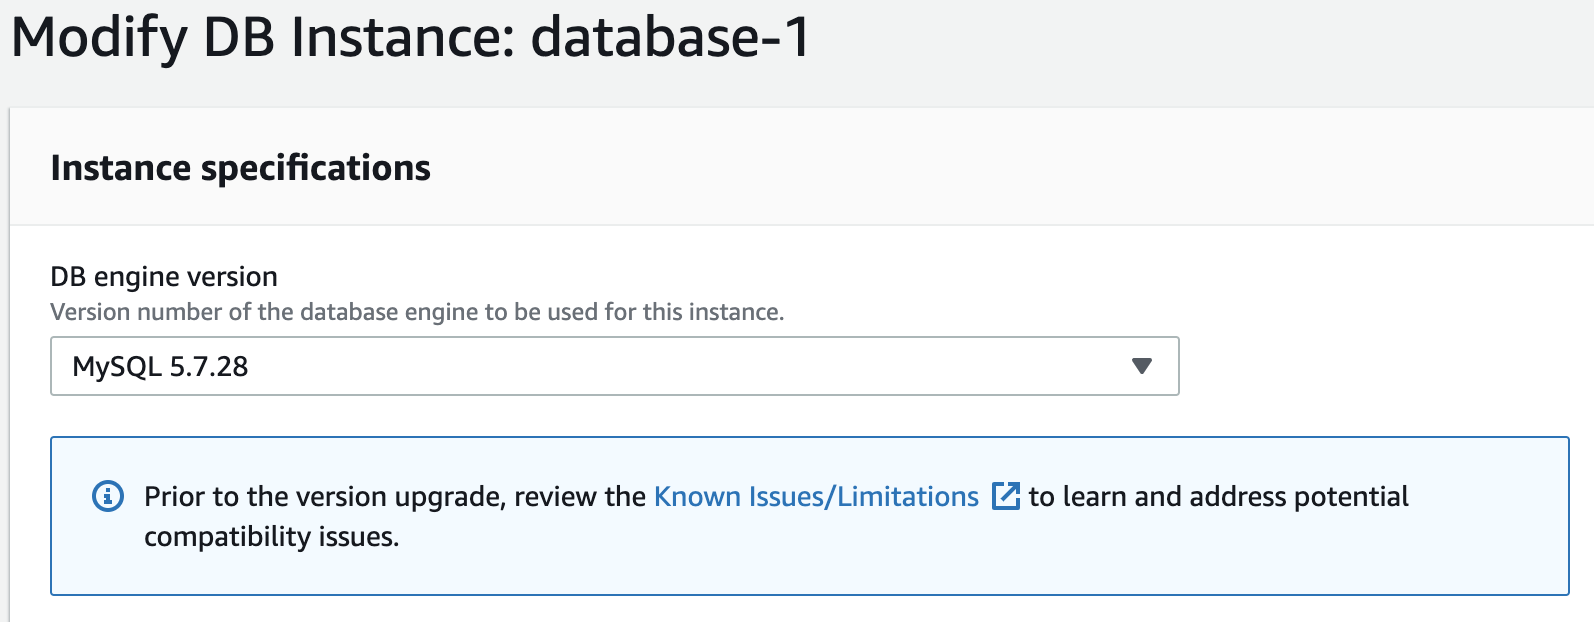 Modify DB Instance: database-1
Instance specifications
DB engine version
Version number of the database engine to be used for this instance.
MySQL 5.7.28
Prior to the version upgrade, review the Known Issues/Limitations to learn and address potential
compatibility issues.